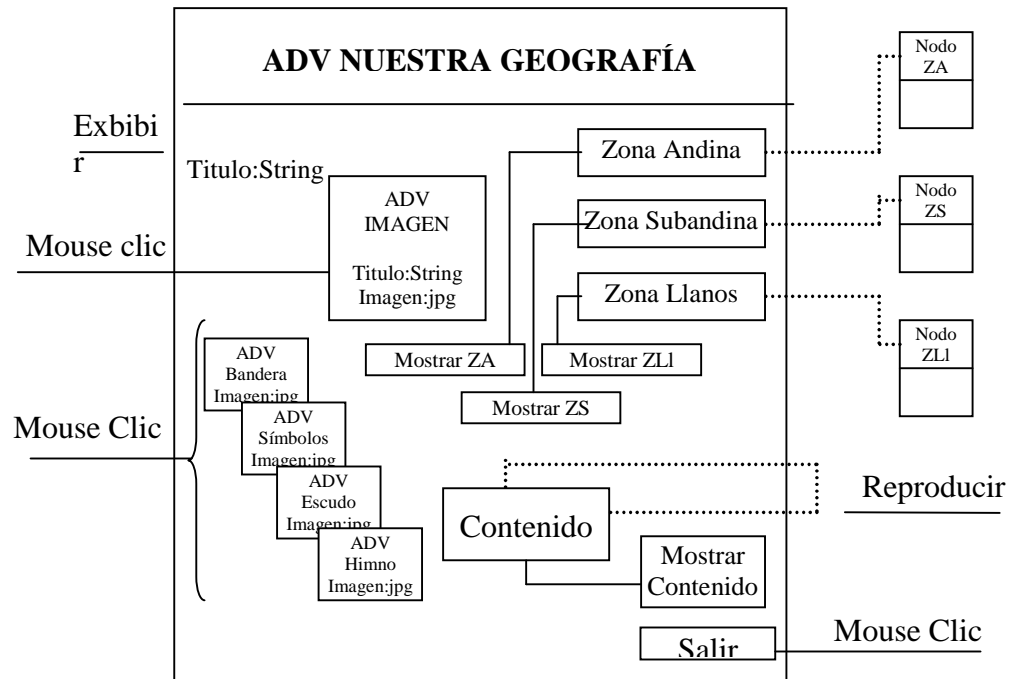 ADV NUESTRA GEOGRAFÍA
Exbibi
r
Titulo:String
Mouse clic
ADV
IMAGEN
Titulo:String
Imagen:jpg
Zona Andina
Zona Subandina
Zona Llanos
Nodo
ZA
Nodo
ZS
Nodo
ZLl
Mostrar ZA
Mostrar ZLl
Mostrar ZS
Mouse Clic
ADV
Bandera
Imagen:jpg
ADV
Símbolos
Imagen:jpg
ADV
Escudo
Imagen:jpg
ADV
Himno
Imagen:jpg
Contenido
Mostrar
Contenido
Reproducir
Salir
Mouse Clic